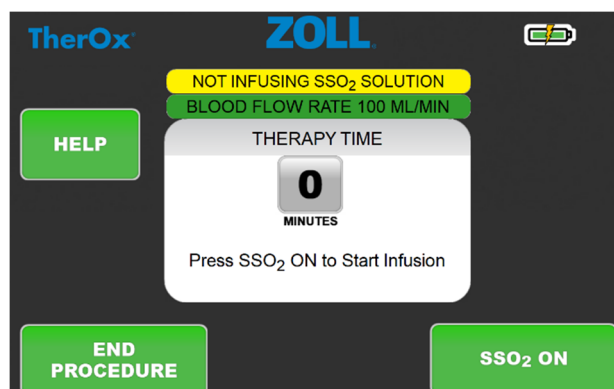 TherOx®
ZOLL®
NOT INFUSING SSO₂ SOLUTION
BLOOD FLOW RATE 100 ML/MIN
HELP
THERAPY TIME
0
MINUTES
Press SSO₂ ON to Start Infusion
END
PROCEDURE
SSO₂ ON